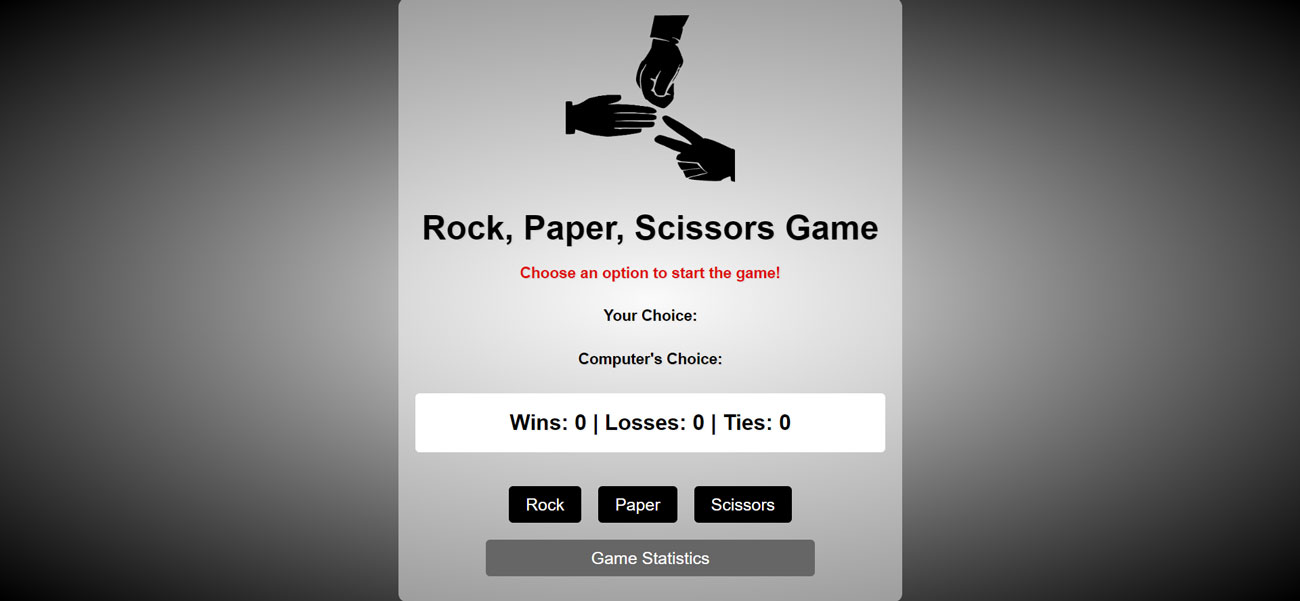 Rock, Paper, Scissors Game
Choose an option to start the game!
Your Choice:
Computer's Choice:
Wins: 0 | Losses: 0 | Ties: 0
Rock Paper Scissors
Game Statistics